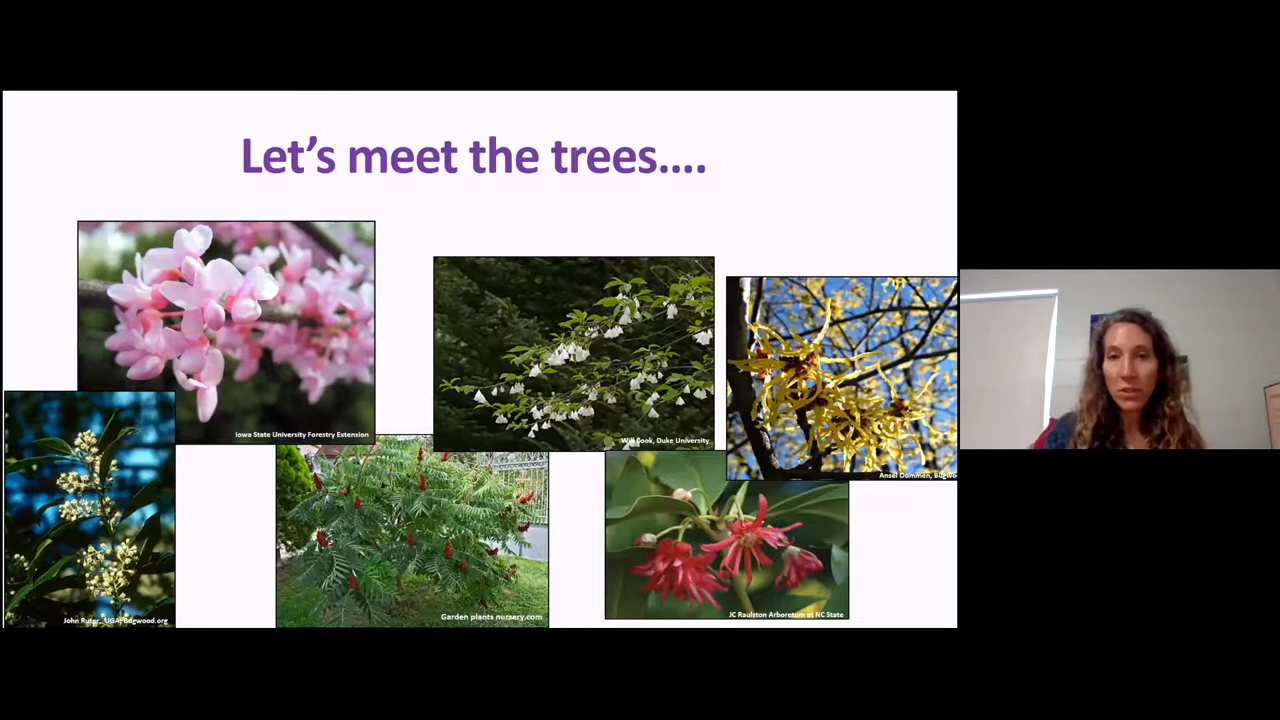 Let's meet the trees....
Iowa State University Forestry Extension
Will Cook, Duke University
Ansel Oommen, Bugwo
John Ruter, UGA, Bugwood.org
Garden plants nursery.com
JC Raulston Arboretum at NC State